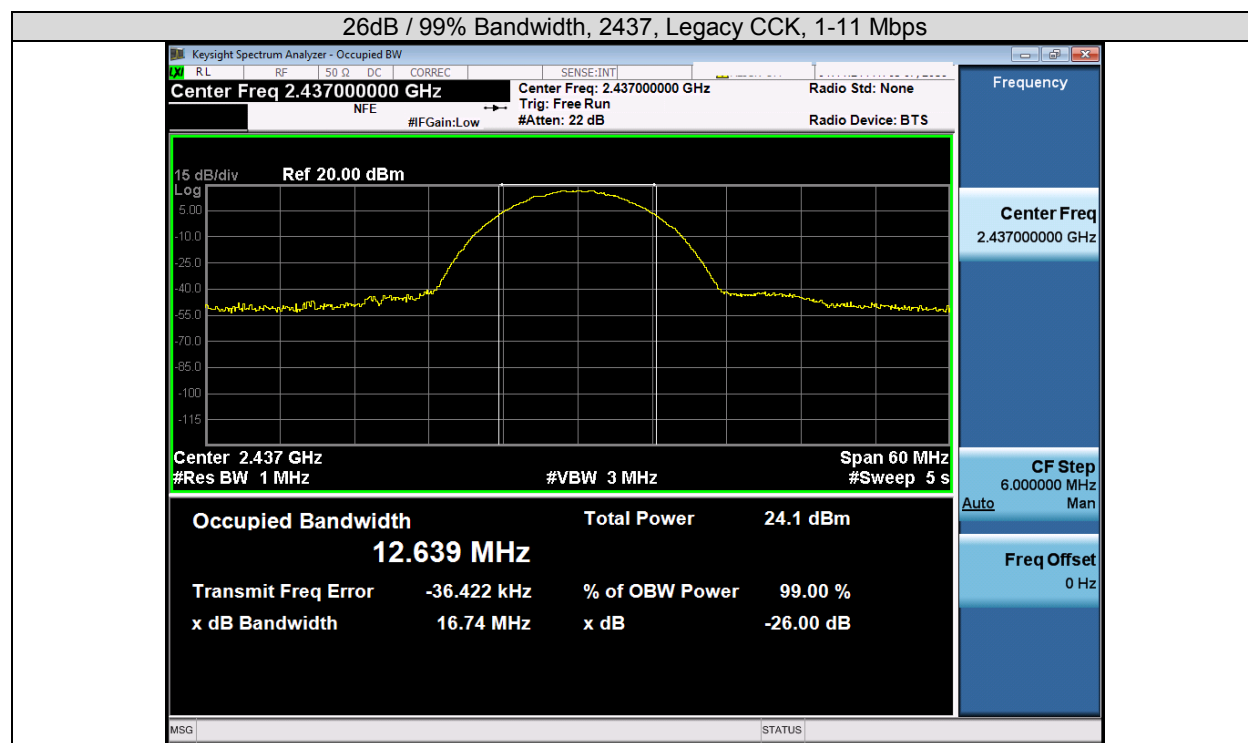 26dB / 99% Bandwidth, 2437, Legacy CCK, 1-11 Mbps
Keysight Spectrum Analyzer - Occupied BW
LXI RL RF 50 Ω DC CORREC SENSE:INT
Center Freq 2.437000000 GHz
NFE
#IFGain:Low
Center Freq: 2.437000000 GHz
Trig: Free Run
#Atten: 22 dB
Radio Std: None
Radio Device: BTS
15 dB/div Ref 20.00 dBm
Log
5.00
-10.0
-25.0
-40.0
-55.0
-70.0
-85.0
-100
-115
Center 2.437 GHz Span 60 MHz
#Res BW 1 MHz #VBW 3 MHz #Sweep 5 s
Occupied Bandwidth Total Power 24.1 dBm
12.639 MHz
Transmit Freq Error -36.422 kHz % of OBW Power 99.00 %
x dB Bandwidth 16.74 MHz x dB -26.00 dB
Frequency
Center Freq
2.437000000 GHz
CF Step
6.000000 MHz
Auto Man
Freq Offset
0 Hz
MSG STATUS